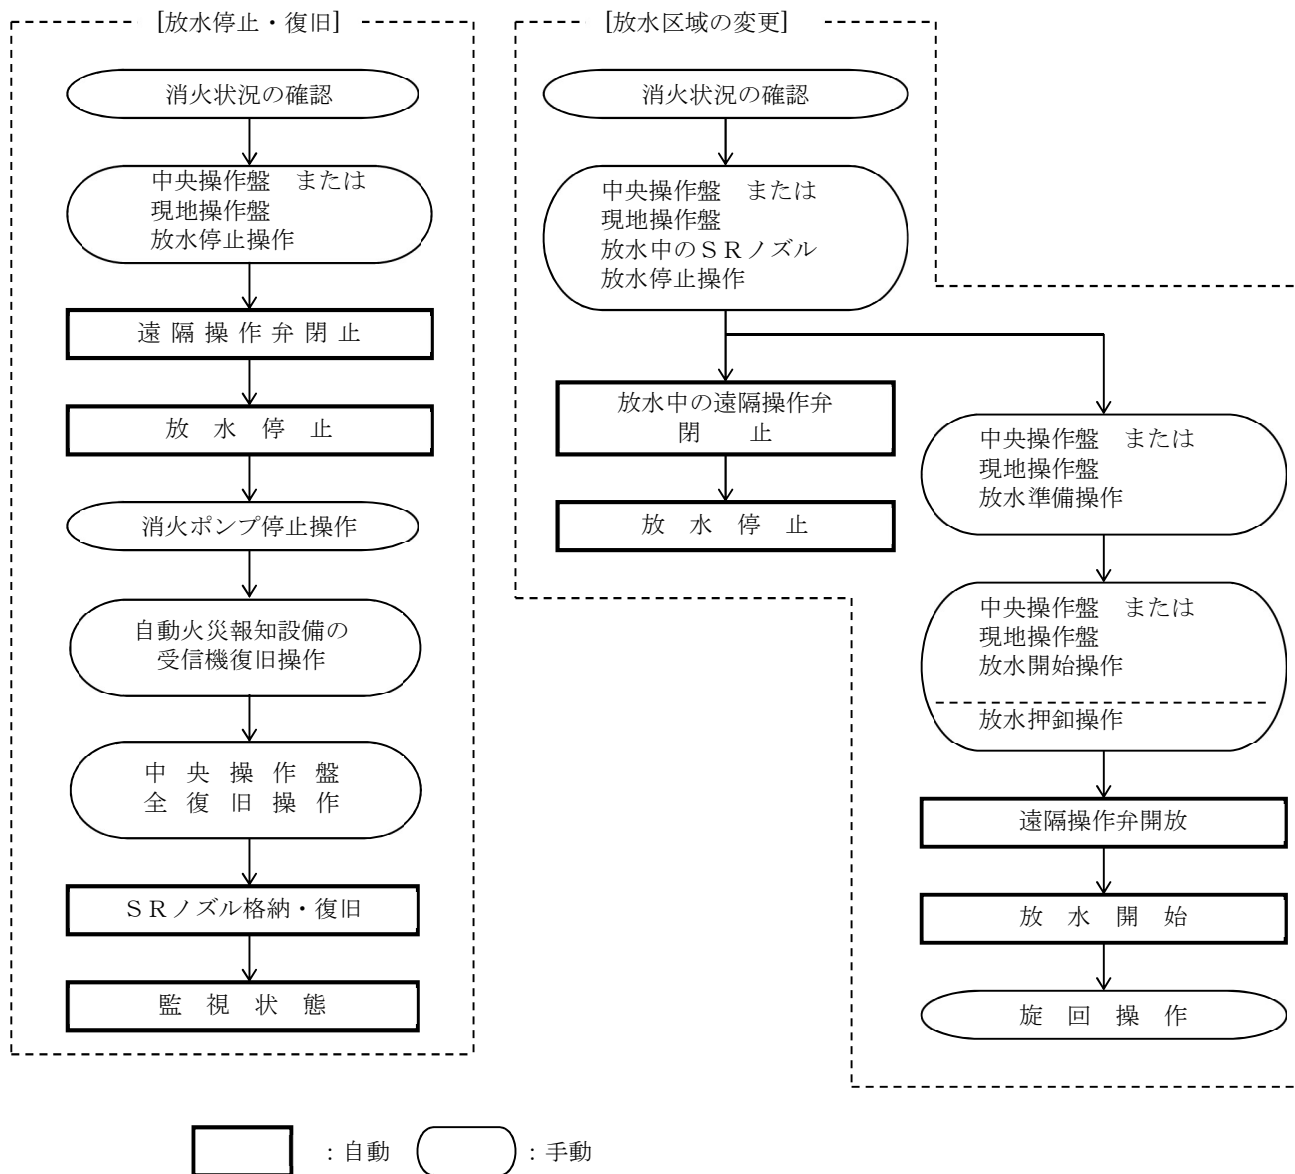 [放水停止・復旧]
消火状況の確認
中央操作盤　または
現地操作盤
放水停止操作
遠 隔 操 作 弁 閉 止
放　水　停　止
消火ポンプ停止操作
自動火災報知設備の
受信機復旧操作
中　央　操　作　盤
全　復　旧　操　作
ＳＲノズル格納・復旧
監　視　状　態
[放水区域の変更]
消火状況の確認
中央操作盤　または
現地操作盤
放水中のＳＲノズル
放水停止操作
放水中の遠隔操作弁
閉　　止
放　水　停　止
中央操作盤　または
現地操作盤
放水準備操作
中央操作盤　または
現地操作盤
放水開始操作
放水押釦操作
遠隔操作弁開放
放　水　開　始
旋　回　操　作
：自動
：手動